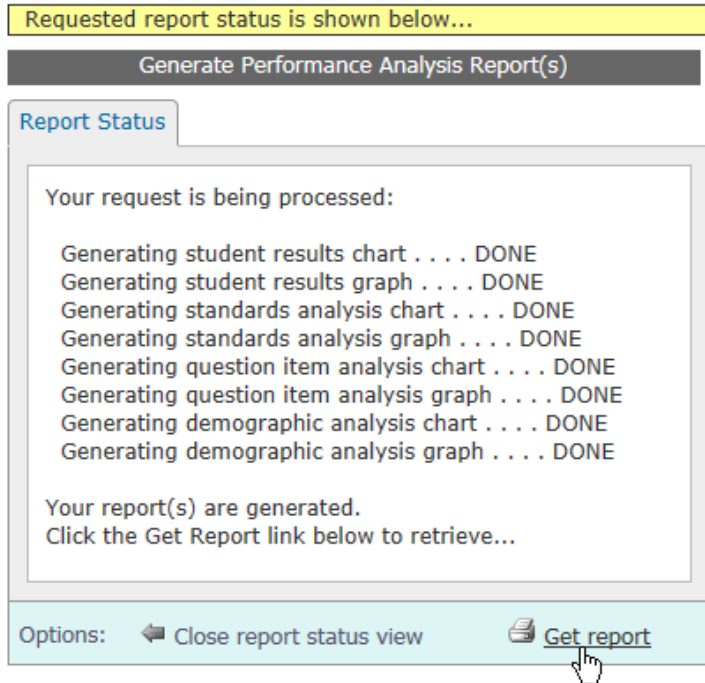 Requested report status is shown below...
Generate Performance Analysis Report(s)
Report Status
Your request is being processed:
Generating student results chart . . . . DONE
Generating student results graph . . . . DONE
Generating standards analysis chart . . . . DONE
Generating standards analysis graph . . . . DONE
Generating question item analysis chart . . . . DONE
Generating question item analysis graph . . . . DONE
Generating demographic analysis chart . . . . DONE
Generating demographic analysis graph . . . . DONE
Your report(s) are generated.
Click the Get Report link below to retrieve...
Options: Close report status view Get report